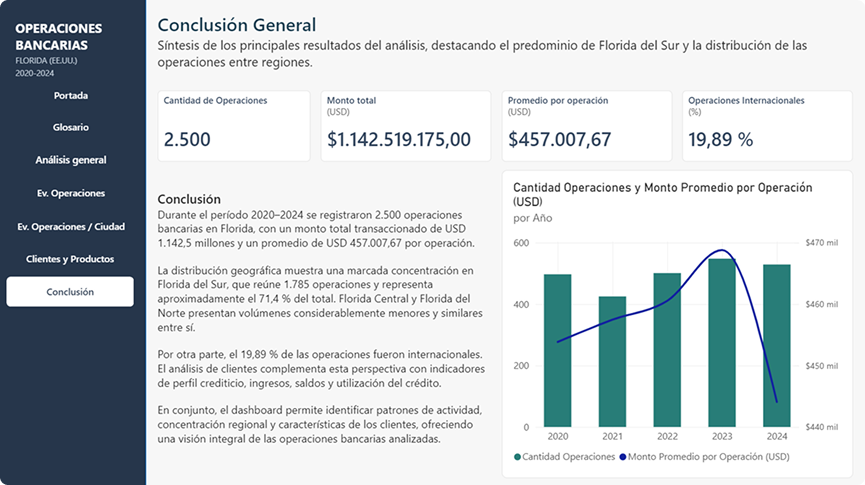 OPERACIONES
BANCARIAS
FLORIDA (EE.UU.)
2020-2024
Portada
Glosario
Análisis general
Ev. Operaciones
Ev. Operaciones / Ciudad
Clientes y Productos
Conclusión
Conclusión General
Síntesis de los principales resultados del análisis, destacando el predominio de Florida del Sur y la distribución de las
operaciones entre regiones.
Cantidad de Operaciones
2.500
Monto total
(USD)
$1.142.519.175,00
Promedio por operación
(USD)
$457.007,67
Operaciones Internacionales
(%)
19,89 %
Conclusión
Durante el período 2020–2024 se registraron 2.500 operaciones
bancarias en Florida, con un monto total transaccionado de USD
1.142,5 millones y un promedio de USD 457.007,67 por operación.
La distribución geográfica muestra una marcada concentración en
Florida del Sur, que reúne 1.785 operaciones y representa
aproximadamente el 71,4 % del total. Florida Central y Florida del
Norte presentan volúmenes considerablemente menores y similares
entre sí.
Por otra parte, el 19,89 % de las operaciones fueron internacionales.
El análisis de clientes complementa esta perspectiva con indicadores
de perfil crediticio, ingresos, saldos y utilización del crédito.
En conjunto, el dashboard permite identificar patrones de actividad,
concentración regional y características de los clientes, ofreciendo
una visión integral de las operaciones bancarias analizadas.
Cantidad Operaciones y Monto Promedio por Operación
(USD)
por Año
600
400
200
0
$470 mil
$460 mil
$450 mil
$440 mil
2020
2021
2022
2023
2024
Cantidad Operaciones
Monto Promedio por Operación (USD)